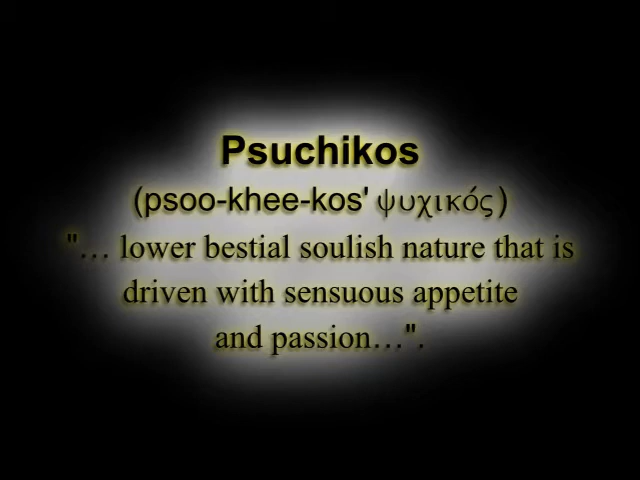 Psuchikos
(psoo-khee-kos' ψυχικός)
"… lower bestial soulish nature that is
driven with sensuous appetite
and passion…".